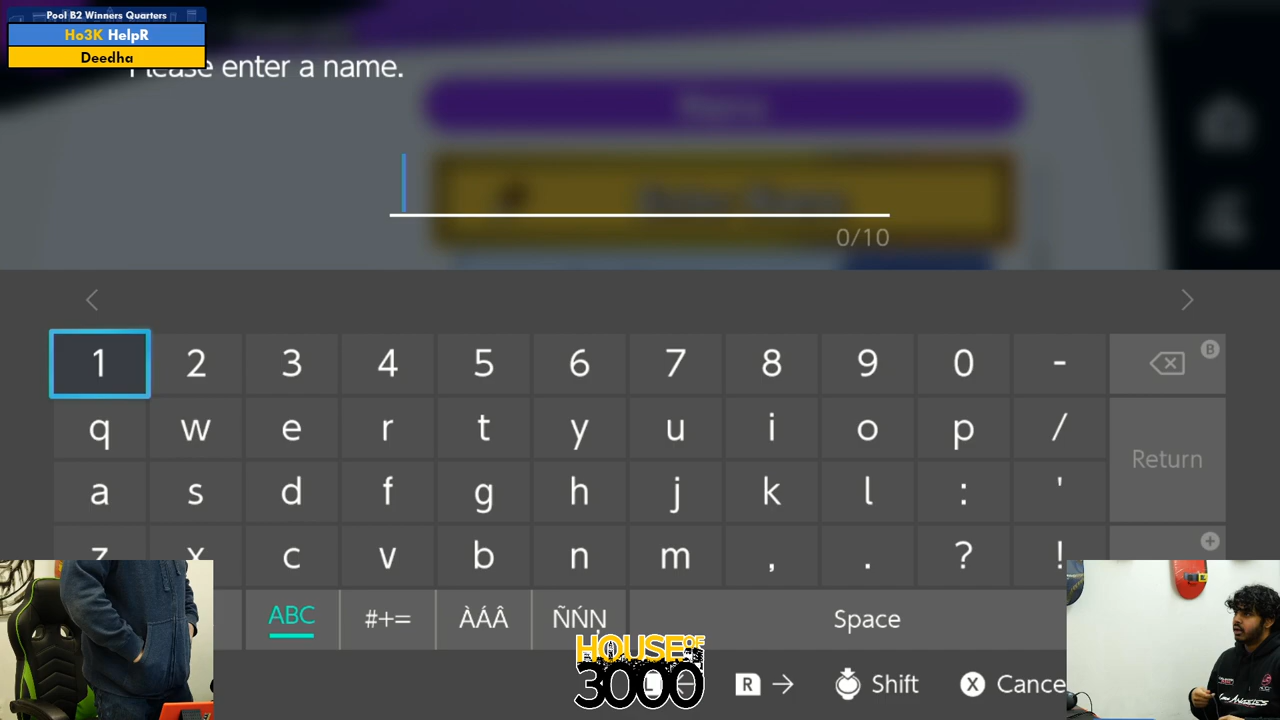 Pool B2 Winners Quarters
Ho3K HelpR
Deedha
Please enter a name.
0/10
1 2 3 4 5 6 7 8 9 0 -
B
q w e r t y u i o p /
Return
a s d f g h j k l : '
z x c v b n m , . ? !
+
ABC #+= ÀÁÂ ÑŃŅ Space
HOUSE OF
3000
L R → Shift X Cance